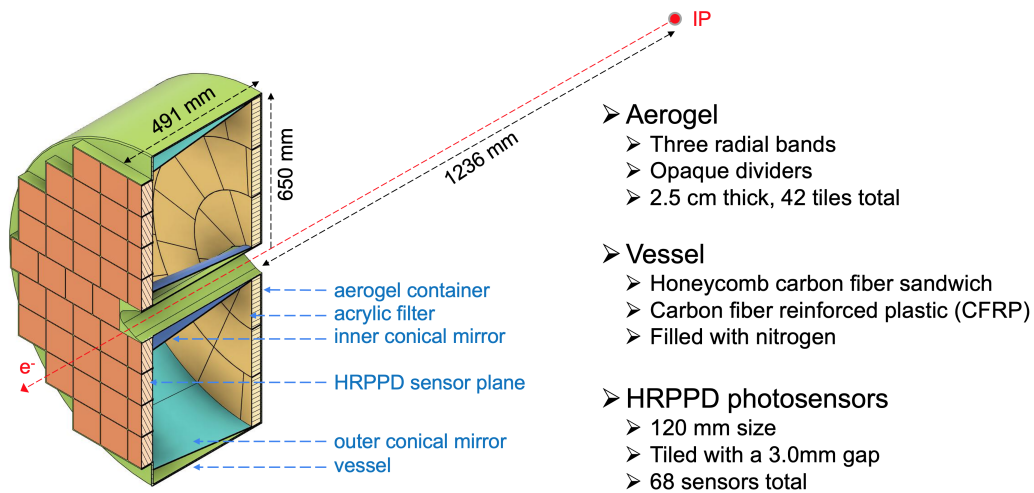 IP
491 mm
650 mm
1236 mm
aerogel container
acrylic filter
inner conical mirror
e-
HRPPD sensor plane
outer conical mirror
vessel
➢ Aerogel
➢ Three radial bands
➢ Opaque dividers
➢ 2.5 cm thick, 42 tiles total
➢ Vessel
➢ Honeycomb carbon fiber sandwich
➢ Carbon fiber reinforced plastic (CFRP)
➢ Filled with nitrogen
➢ HRPPD photosensors
➢ 120 mm size
➢ Tiled with a 3.0mm gap
➢ 68 sensors total